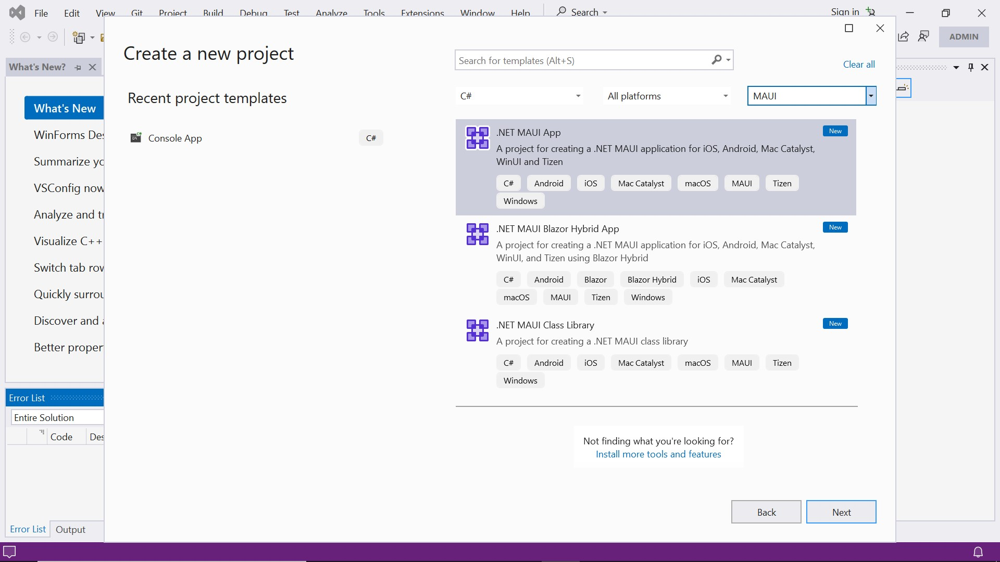 File Edit View Git Project Build Debug Test Analyze Tools Extensions Window Help Search Sign in
ADMIN
What's New?
What's New
WinForms Des
Summarize yo
VSConfig now
Analyze and tr
Visualize C++
Switch tab rov
Quickly surrou
Discover and a
Better proper
Error List
Entire Solution
Code Des
Error List Output
Create a new project
Search for templates (Alt+S)
Clear all
Recent project templates
Console App C#
C# All platforms MAUI
.NET MAUI App New
A project for creating a .NET MAUI application for iOS, Android, Mac Catalyst,
WinUI and Tizen
C# Android iOS Mac Catalyst macOS MAUI Tizen
Windows
.NET MAUI Blazor Hybrid App New
A project for creating a .NET MAUI application for iOS, Android, Mac Catalyst,
WinUI, and Tizen using Blazor Hybrid
C# Android Blazor Blazor Hybrid iOS Mac Catalyst
macOS MAUI Tizen Windows
.NET MAUI Class Library New
A project for creating a .NET MAUI class library
C# Android iOS Mac Catalyst macOS MAUI Tizen
Windows
Not finding what you're looking for?
Install more tools and features
Back Next